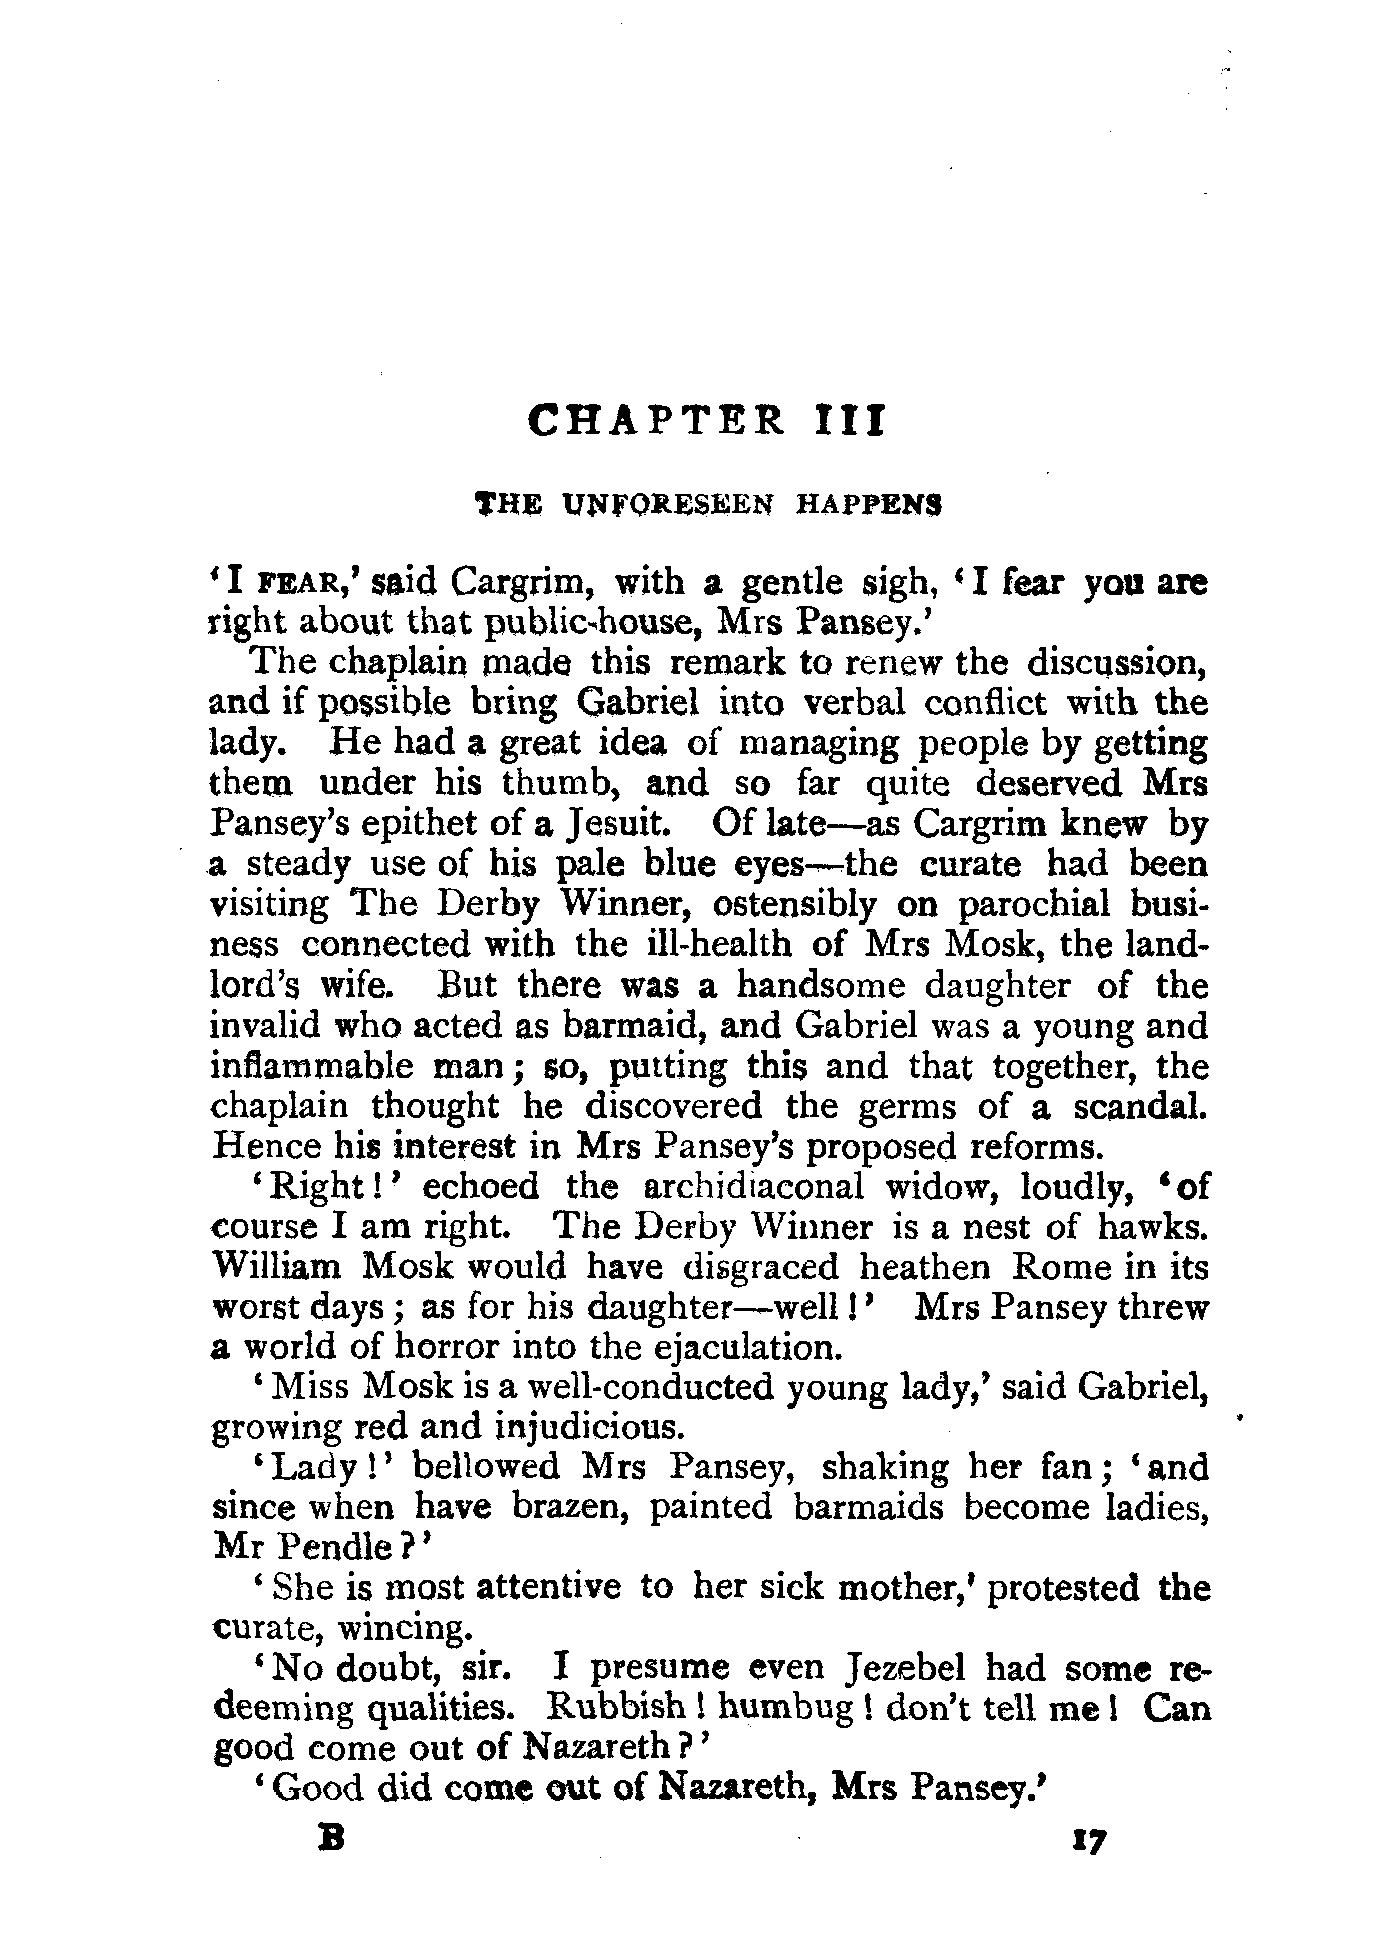 CHAPTER III
THE UNFORESEEN HAPPENS
‘I FEAR,’ said Cargrim, with a gentle sigh, ‘I fear you are
right about that public-house, Mrs Pansey.’
The chaplain made this remark to renew the discussion,
and if possible bring Gabriel into verbal conflict with the
lady. He had a great idea of managing people by getting
them under his thumb, and so far quite deserved Mrs
Pansey’s epithet of a Jesuit. Of late—as Cargrim knew by
a steady use of his pale blue eyes—the curate had been
visiting The Derby Winner, ostensibly on parochial busi-
ness connected with the ill-health of Mrs Mosk, the land-
lord’s wife. But there was a handsome daughter of the
invalid who acted as barmaid, and Gabriel was a young and
inflammable man; so, putting this and that together, the
chaplain thought he discovered the germs of a scandal.
Hence his interest in Mrs Pansey’s proposed reforms.
‘Right!’ echoed the archidiaconal widow, loudly, ‘of
course I am right. The Derby Winner is a nest of hawks.
William Mosk would have disgraced heathen Rome in its
worst days; as for his daughter—well!’ Mrs Pansey threw
a world of horror into the ejaculation.
‘Miss Mosk is a well-conducted young lady,’ said Gabriel,
growing red and injudicious.
‘Lady!’ bellowed Mrs Pansey, shaking her fan; ‘and
since when have brazen, painted barmaids become ladies,
Mr Pendle?’
‘She is most attentive to her sick mother,’ protested the
curate, wincing.
‘No doubt, sir. I presume even Jezebel had some re-
deeming qualities. Rubbish! humbug! don’t tell me! Can
good come out of Nazareth?’
‘Good did come out of Nazareth, Mrs Pansey.’
B 17